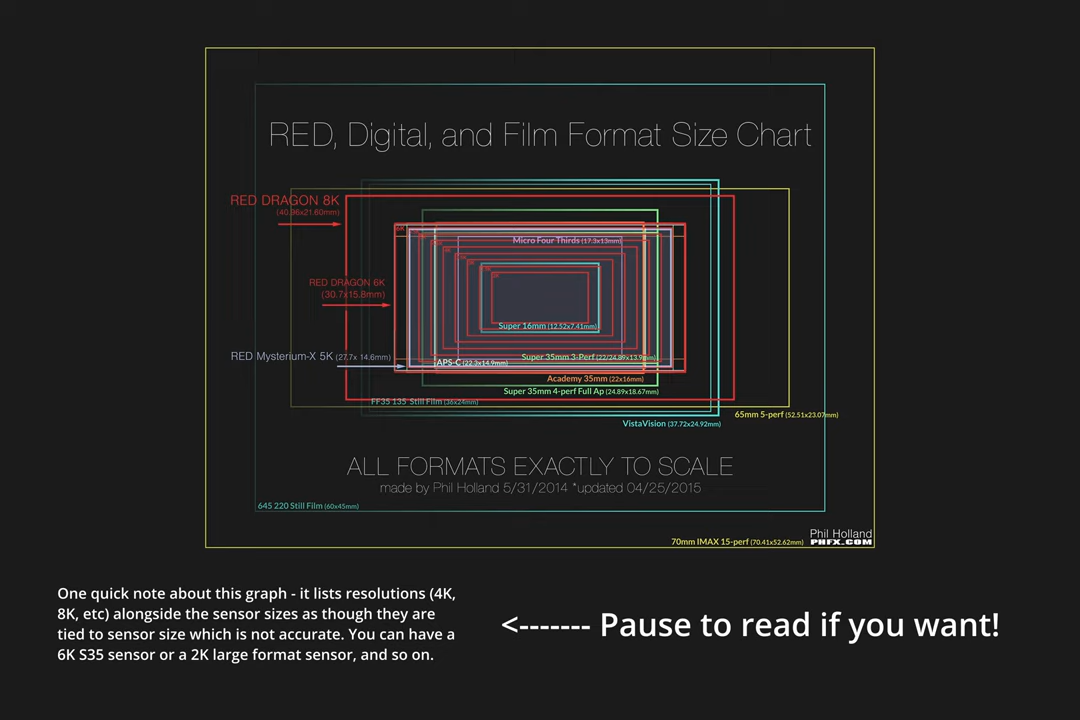 RED, Digital, and Film Format Size Chart
RED DRAGON 8K
(40.96x21.60mm)
6K
Micro Four Thirds (17.3x13mm)
RED DRAGON 6K
(30.7x15.8mm)
Super 16mm (12.52x7.41mm)
RED Mysterium-X 5K (27.7x 14.6mm)
Super 35mm 3-Perf (22/24.89x13.9mm)
APS-C (22.3x14.9mm)
Academy 35mm (22x16mm)
Super 35mm 4-perf Full Ap (24.89x18.67mm)
FF35 135 Still Film (36x24mm)
65mm 5-perf (52.51x23.07mm)
VistaVision (37.72x24.92mm)
ALL FORMATS EXACTLY TO SCALE
made by Phil Holland 5/31/2014 *updated 04/25/2015
645 220 Still Film (60x45mm)
Phil Holland
PHFX.COM
70mm IMAX 15-perf (70.41x52.62mm)
One quick note about this graph - it lists resolutions (4K,
8K, etc) alongside the sensor sizes as though they are
tied to sensor size which is not accurate. You can have a
6K S35 sensor or a 2K large format sensor, and so on.
<------- Pause to read if you want!